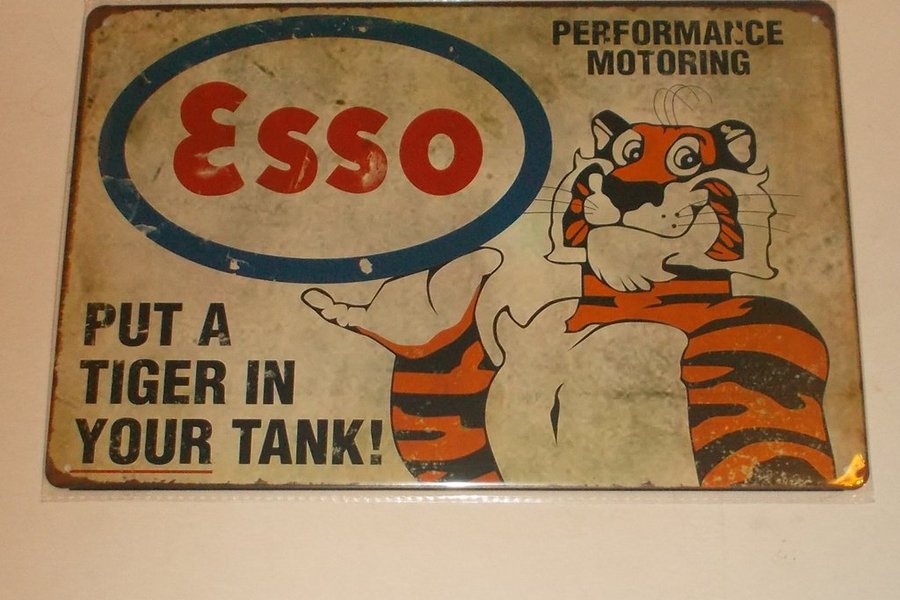 Esso
PERFORMANCE
MOTORING
PUT A
TIGER IN
YOUR TANK!